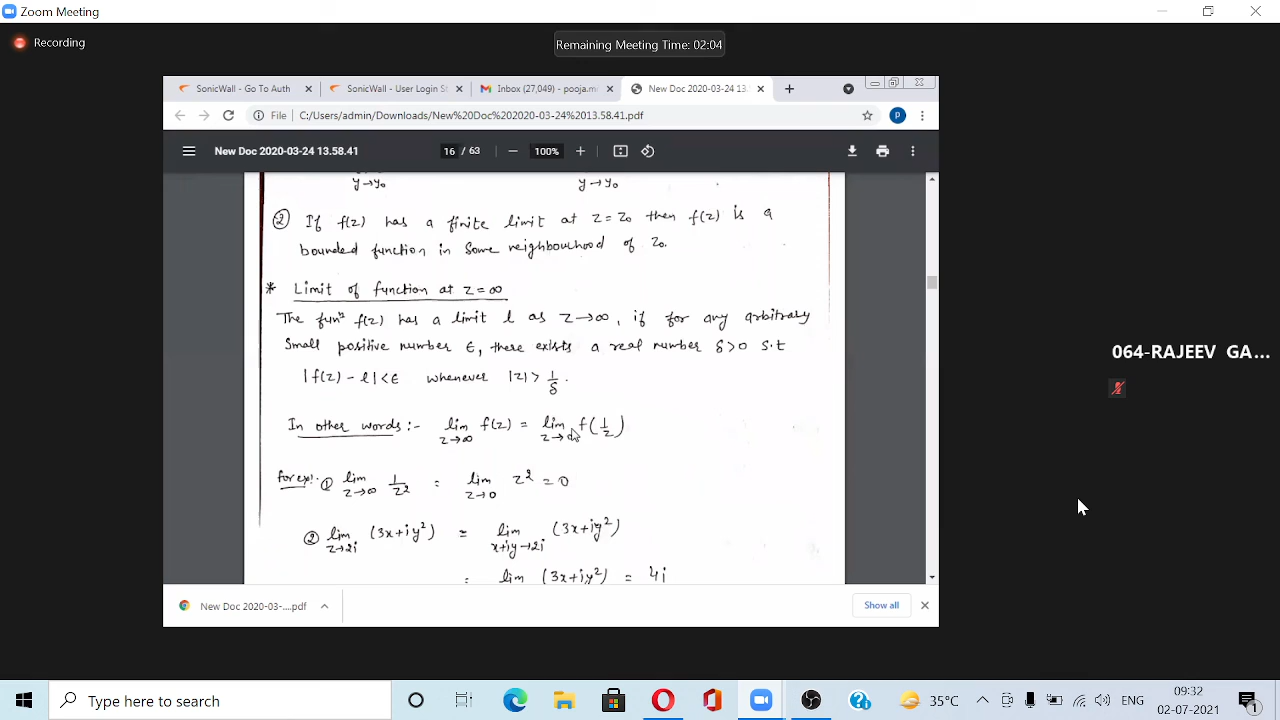 Zoom Meeting
Recording
Remaining Meeting Time: 02:04
SonicWall - Go To Auth
SonicWall - User Login S
Inbox (27,049) - pooja.m
New Doc 2020-03-24 13.
File
C:/Users/admin/Downloads/New%20Doc%202020-03-24%2013.58.41.pdf
P
New Doc 2020-03-24 13.58.41
16 / 63
100%
y→y₀ y→y₀
② If f(z) has a finite limit at z=z₀ then f(z) is a
bounded function in some neighbourhood of z₀.
* Limit of function at z=∞
The funⁿ f(z) has a limit l as z→∞, if for any arbitrary
small positive number ϵ, there exists a real number δ>0 s.t
|f(z) - l| < ϵ whenever |z| > 1/δ.
In other words :- lim z→∞ f(z) = lim z→ f(1/z)
For ex:- ① lim z→∞ 1/z² = lim z→0 z² = 0
② lim z→2i (3x+iy²) = lim x+iy→2i (3x+iy²)
= lim (3x+iy²) = 4i
064-RAJEEV GA...
New Doc 2020-03-....pdf
Show all
Type here to search
35°C
ENG
09:32
02-07-2021
1